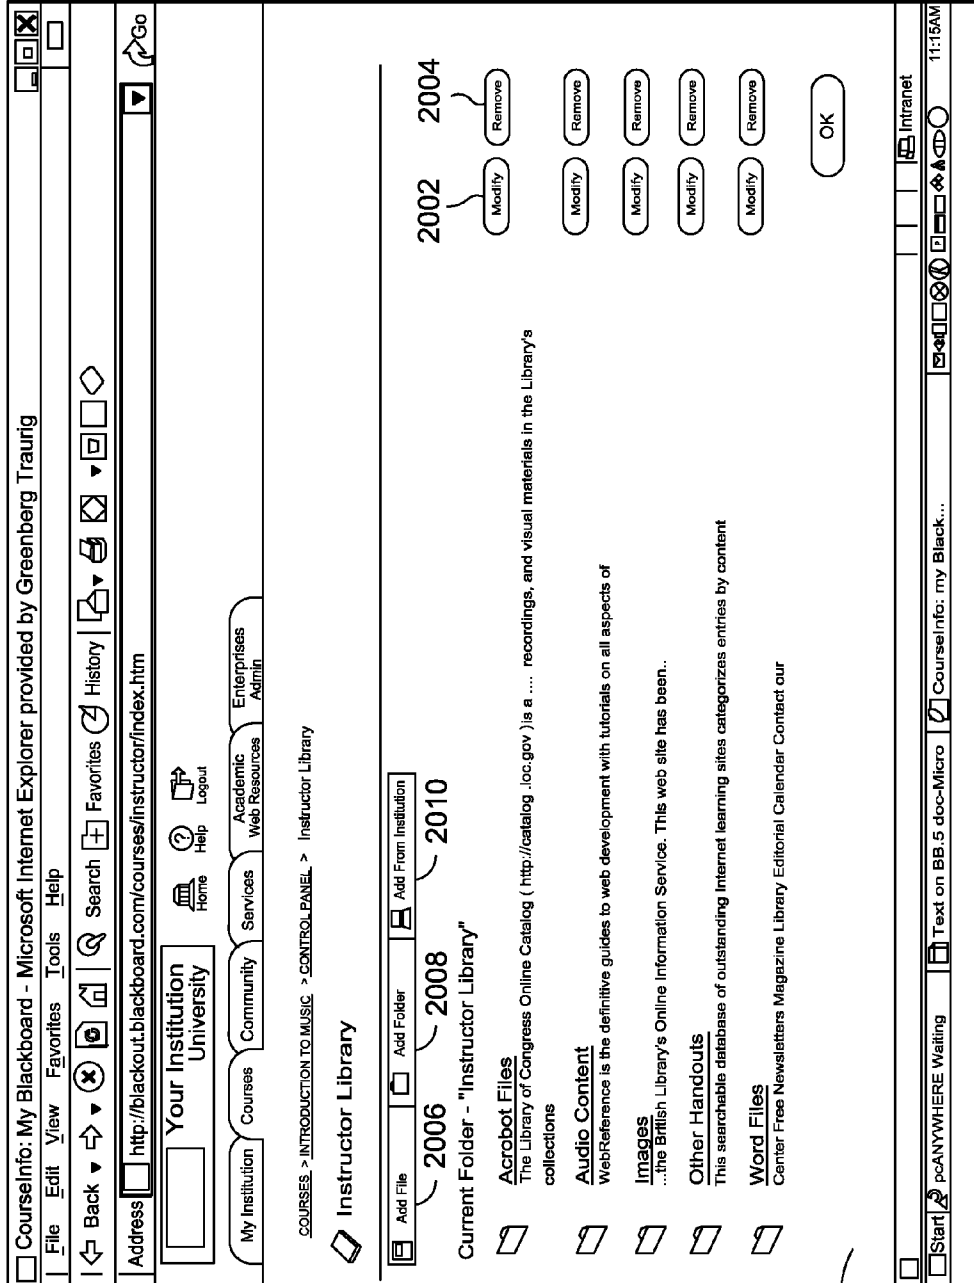 CourseInfo: My Blackboard - Microsoft Internet Explorer provided by Greenberg Traurig
File Edit View Favorites Tools Help
Back Search Favorites History
Address http://blackout.blackboard.com/courses/instructor/index.htm Go
Your Institution
University
Home Help Logout
My Institution Courses Community Services Academic
Web Resources Enterprises
Admin
COURSES > INTRODUCTION TO MUSIC > CONTROL PANEL > Instructor Library
Instructor Library
Add File Add Folder Add From Institution
2006 2008 2010 2002 2004
Current Folder - "Instructor Library"
Acrobot Files Modify Remove
The Library of Congress Online Catalog ( http://catalog .loc.gov )is a .... recordings, and visual materials in the Library's
collections
Audio Content Modify Remove
WebReference is the definitive guides to web development with tutorials on all aspects of
Images Modify Remove
...the British Library's Online Information Service. This web site has been..
Other Handouts Modify Remove
This searchable database of outstanding Internet learning sites categorizes entries by content
Word Files Modify Remove
Center Free Newsletters Magazine Library Editorial Calendar Contact our
OK
Intranet
Start pcANYWHERE Waiting Text on BB.5 doc-Micro CourseInfo: my Black... 11:15AM